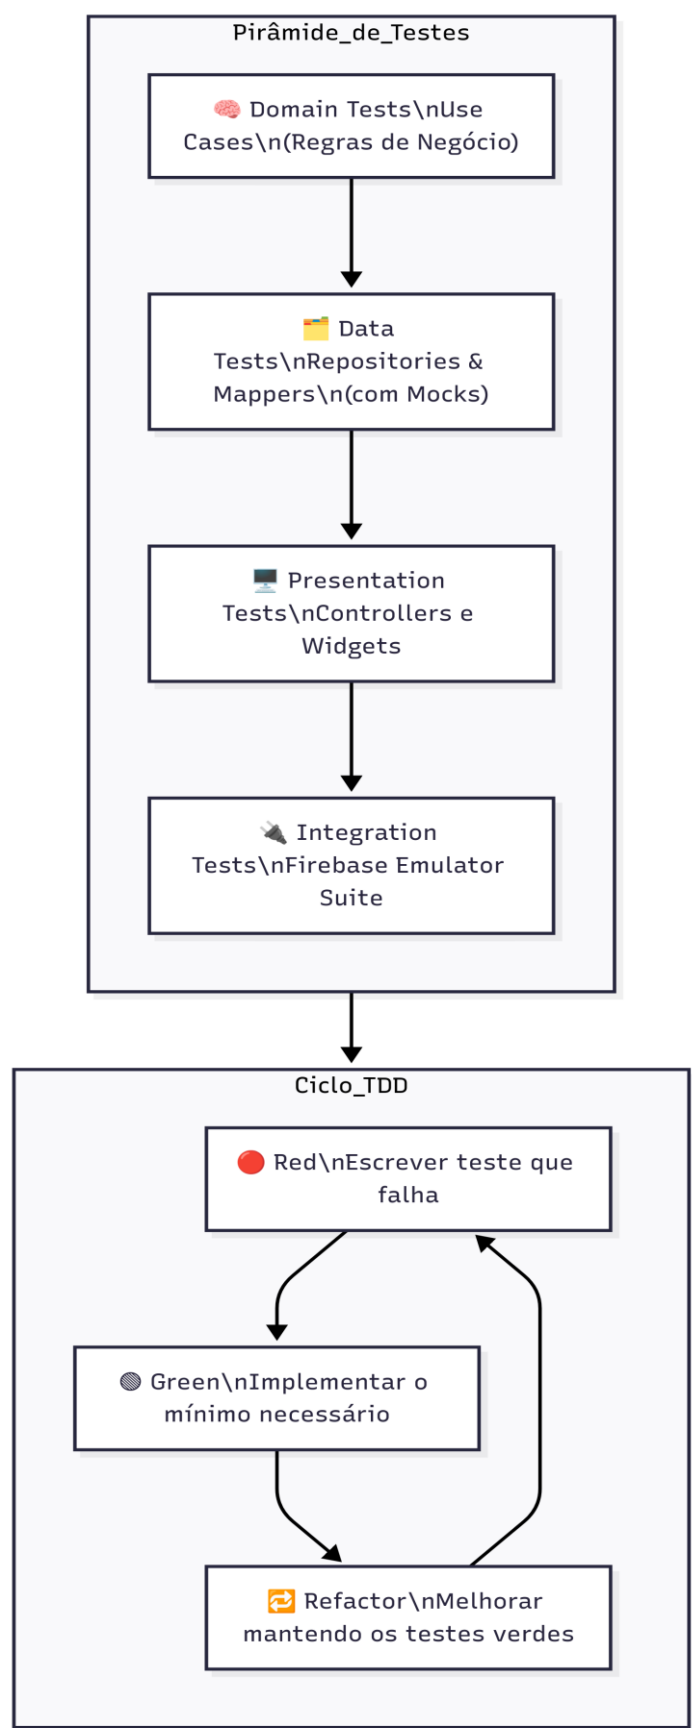 Pirâmide_de_Testes
🧠 Domain Tests\nUse
Cases\n(Regras de Negócio)
🗂️ Data
Tests\nRepositories &
Mappers\n(com Mocks)
🖥️ Presentation
Tests\nControllers e
Widgets
🔌 Integration
Tests\nFirebase Emulator
Suite
Ciclo_TDD
🔴 Red\nEscrever teste que
falha
🟢 Green\nImplementar o
mínimo necessário
🔁 Refactor\nMelhorar
mantendo os testes verdes